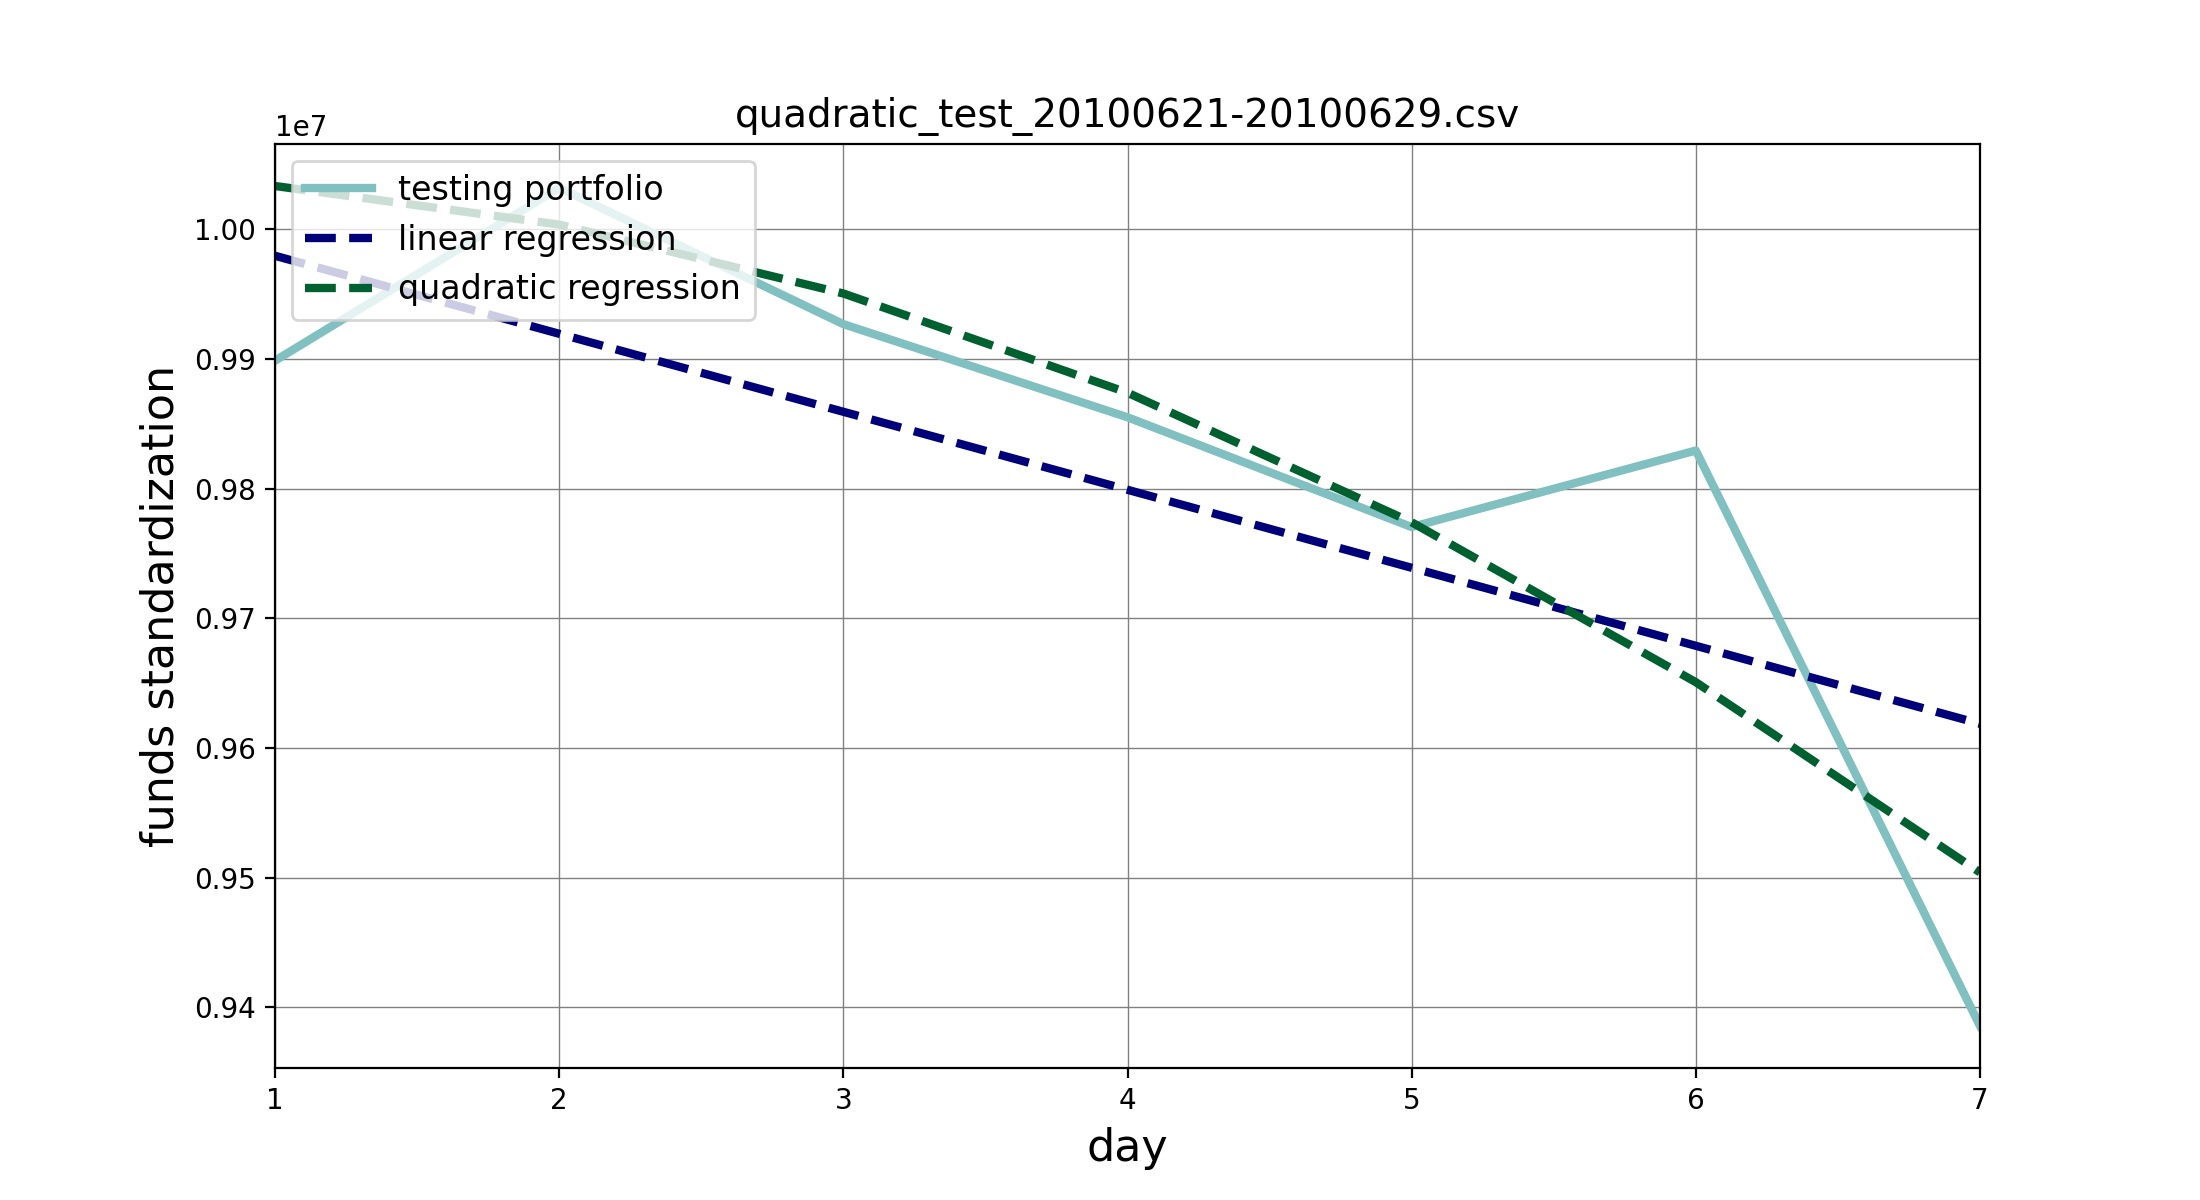 quadratic_test_20100621-20100629.csv
1e7
testing portfolio
linear regression
quadratic regression
1.00
0.99
0.98
0.97
0.96
0.95
0.94
funds standardization
1 2 3 4 5 6 7
day